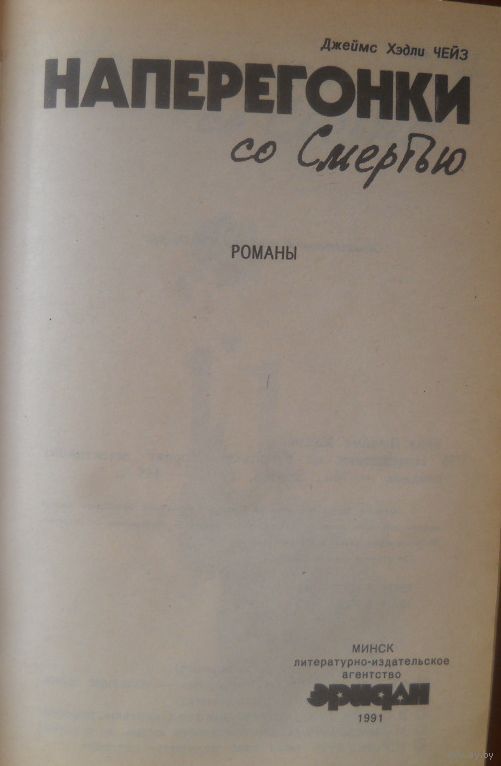 Джеймс Хэдли ЧЕЙЗ
НАПЕРЕГОНКИ
со Смертью
РОМАНЫ
МИНСК
литературно-издательское
агентство
эридан
1991